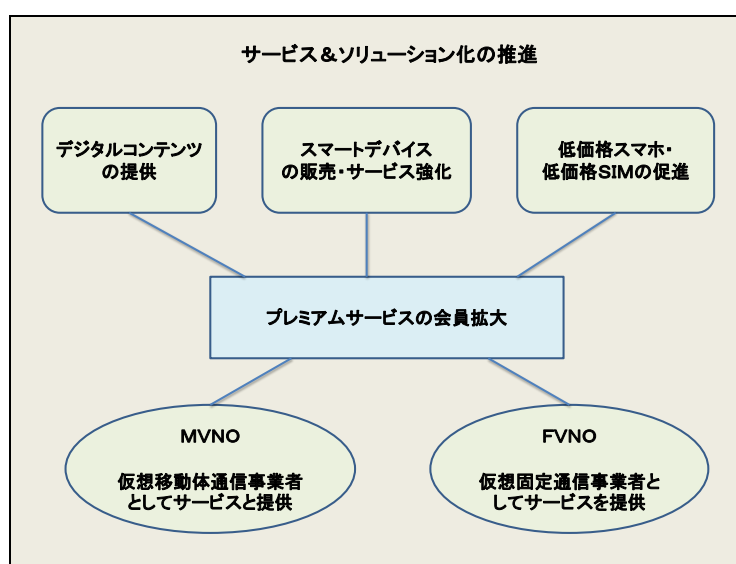 サービス＆ソリューション化の推進
デジタルコンテンツ
の提供
スマートデバイス
の販売・サービス強化
低価格スマホ・
低価格SIMの促進
プレミアムサービスの会員拡大
MVNO
仮想移動体通信事業者
としてサービスと提供
FVNO
仮想固定通信事業者と
してサービスを提供